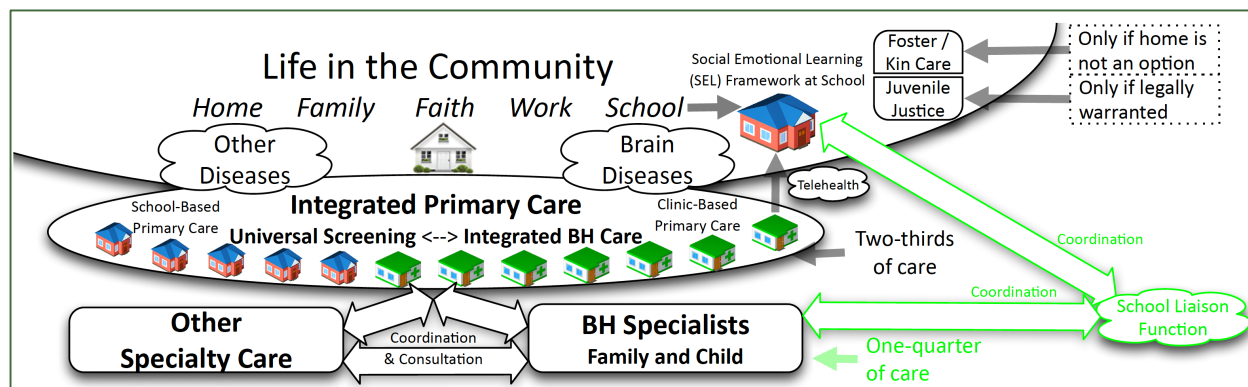 Life in the Community
Home Family Faith Work School
Social Emotional Learning
(SEL) Framework at School
Foster /
Kin Care
Only if home is
not an option
Juvenile
Justice
Only if legally
warranted
Other
Diseases
Brain
Diseases
Telehealth
School-Based
Primary Care
Integrated Primary Care
Clinic-Based
Primary Care
Universal Screening <--> Integrated BH Care
Two-thirds
of care
Coordination
Other
Specialty Care
Coordination
& Consultation
BH Specialists
Family and Child
Coordination
School Liaison
Function
One-quarter
of care